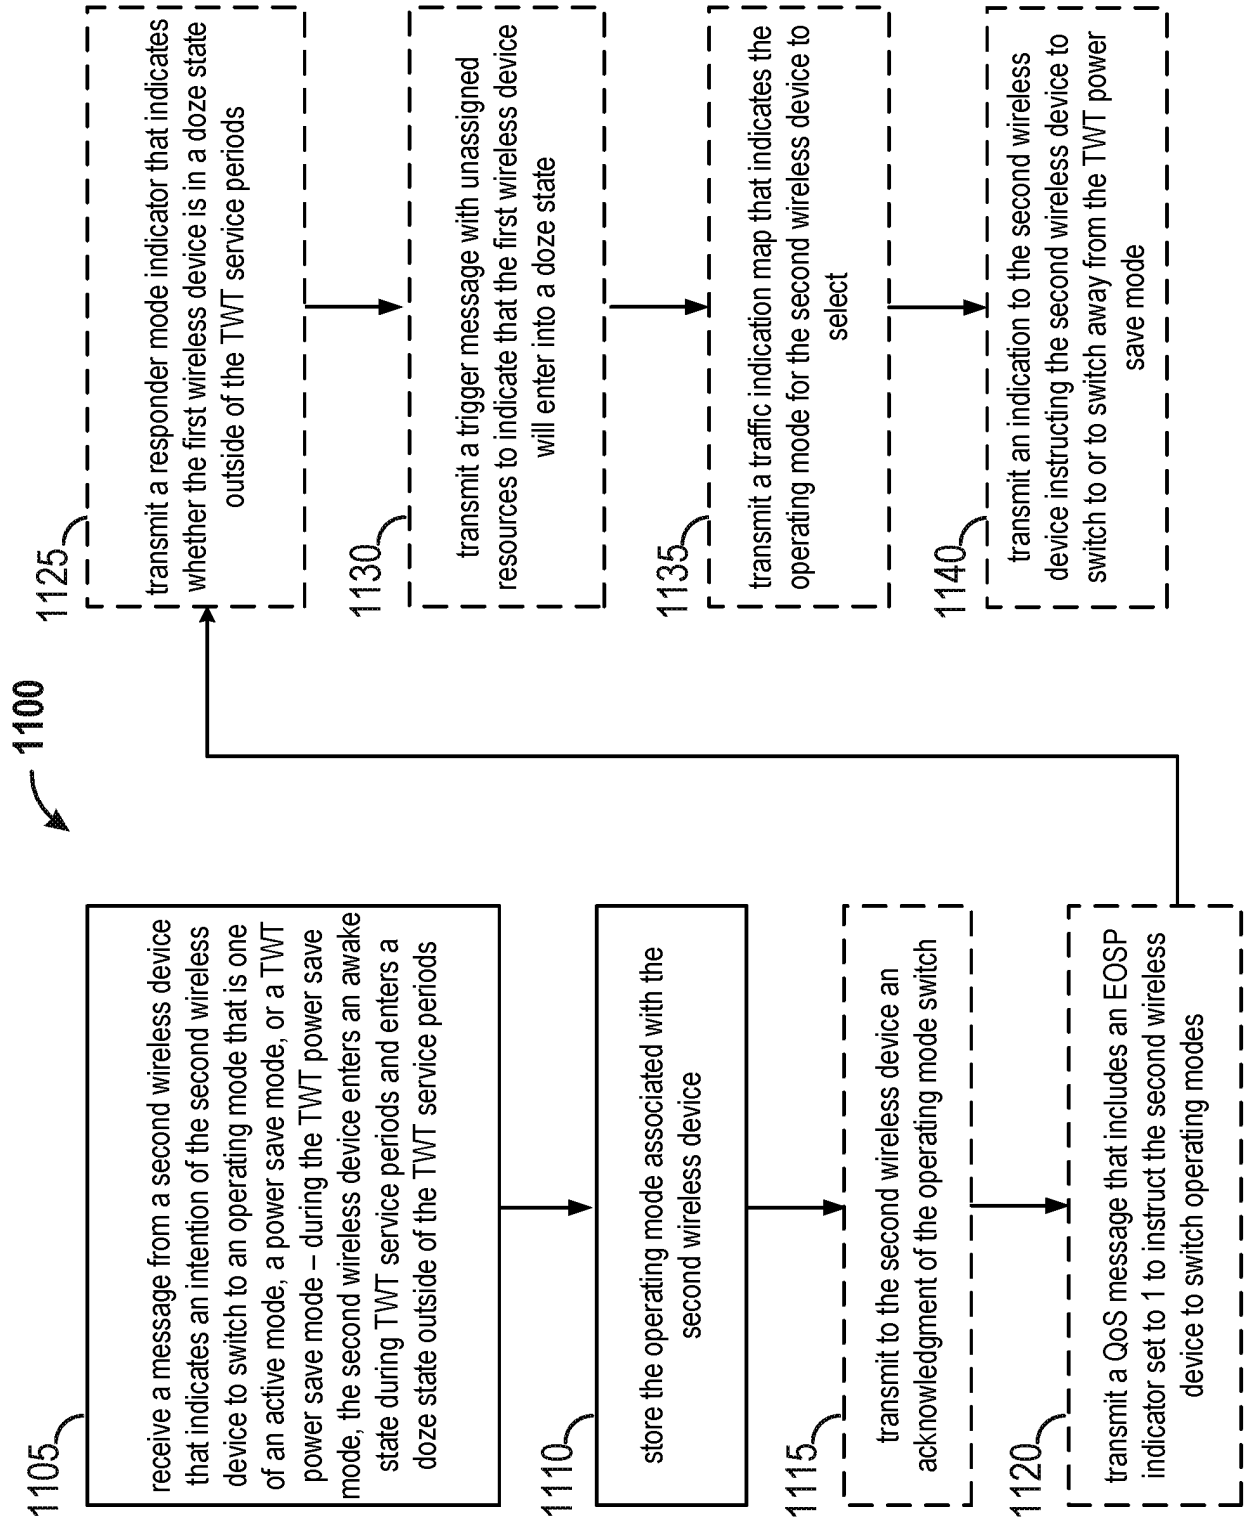 1100
1105
receive a message from a second wireless device
that indicates an intention of the second wireless
device to switch to an operating mode that is one
of an active mode, a power save mode, or a TWT
power save mode – during the TWT power save
mode, the second wireless device enters an awake
state during TWT service periods and enters a
doze state outside of the TWT service periods
1110
store the operating mode associated with the
second wireless device
1115
transmit to the second wireless device an
acknowledgment of the operating mode switch
1120
transmit a QoS message that includes an EOSP
indicator set to 1 to instruct the second wireless
device to switch operating modes
1125
transmit a responder mode indicator that indicates
whether the first wireless device is in a doze state
outside of the TWT service periods
1130
transmit a trigger message with unassigned
resources to indicate that the first wireless device
will enter into a doze state
1135
transmit a traffic indication map that indicates the
operating mode for the second wireless device to
select
1140
transmit an indication to the second wireless
device instructing the second wireless device to
switch to or to switch away from the TWT power
save mode